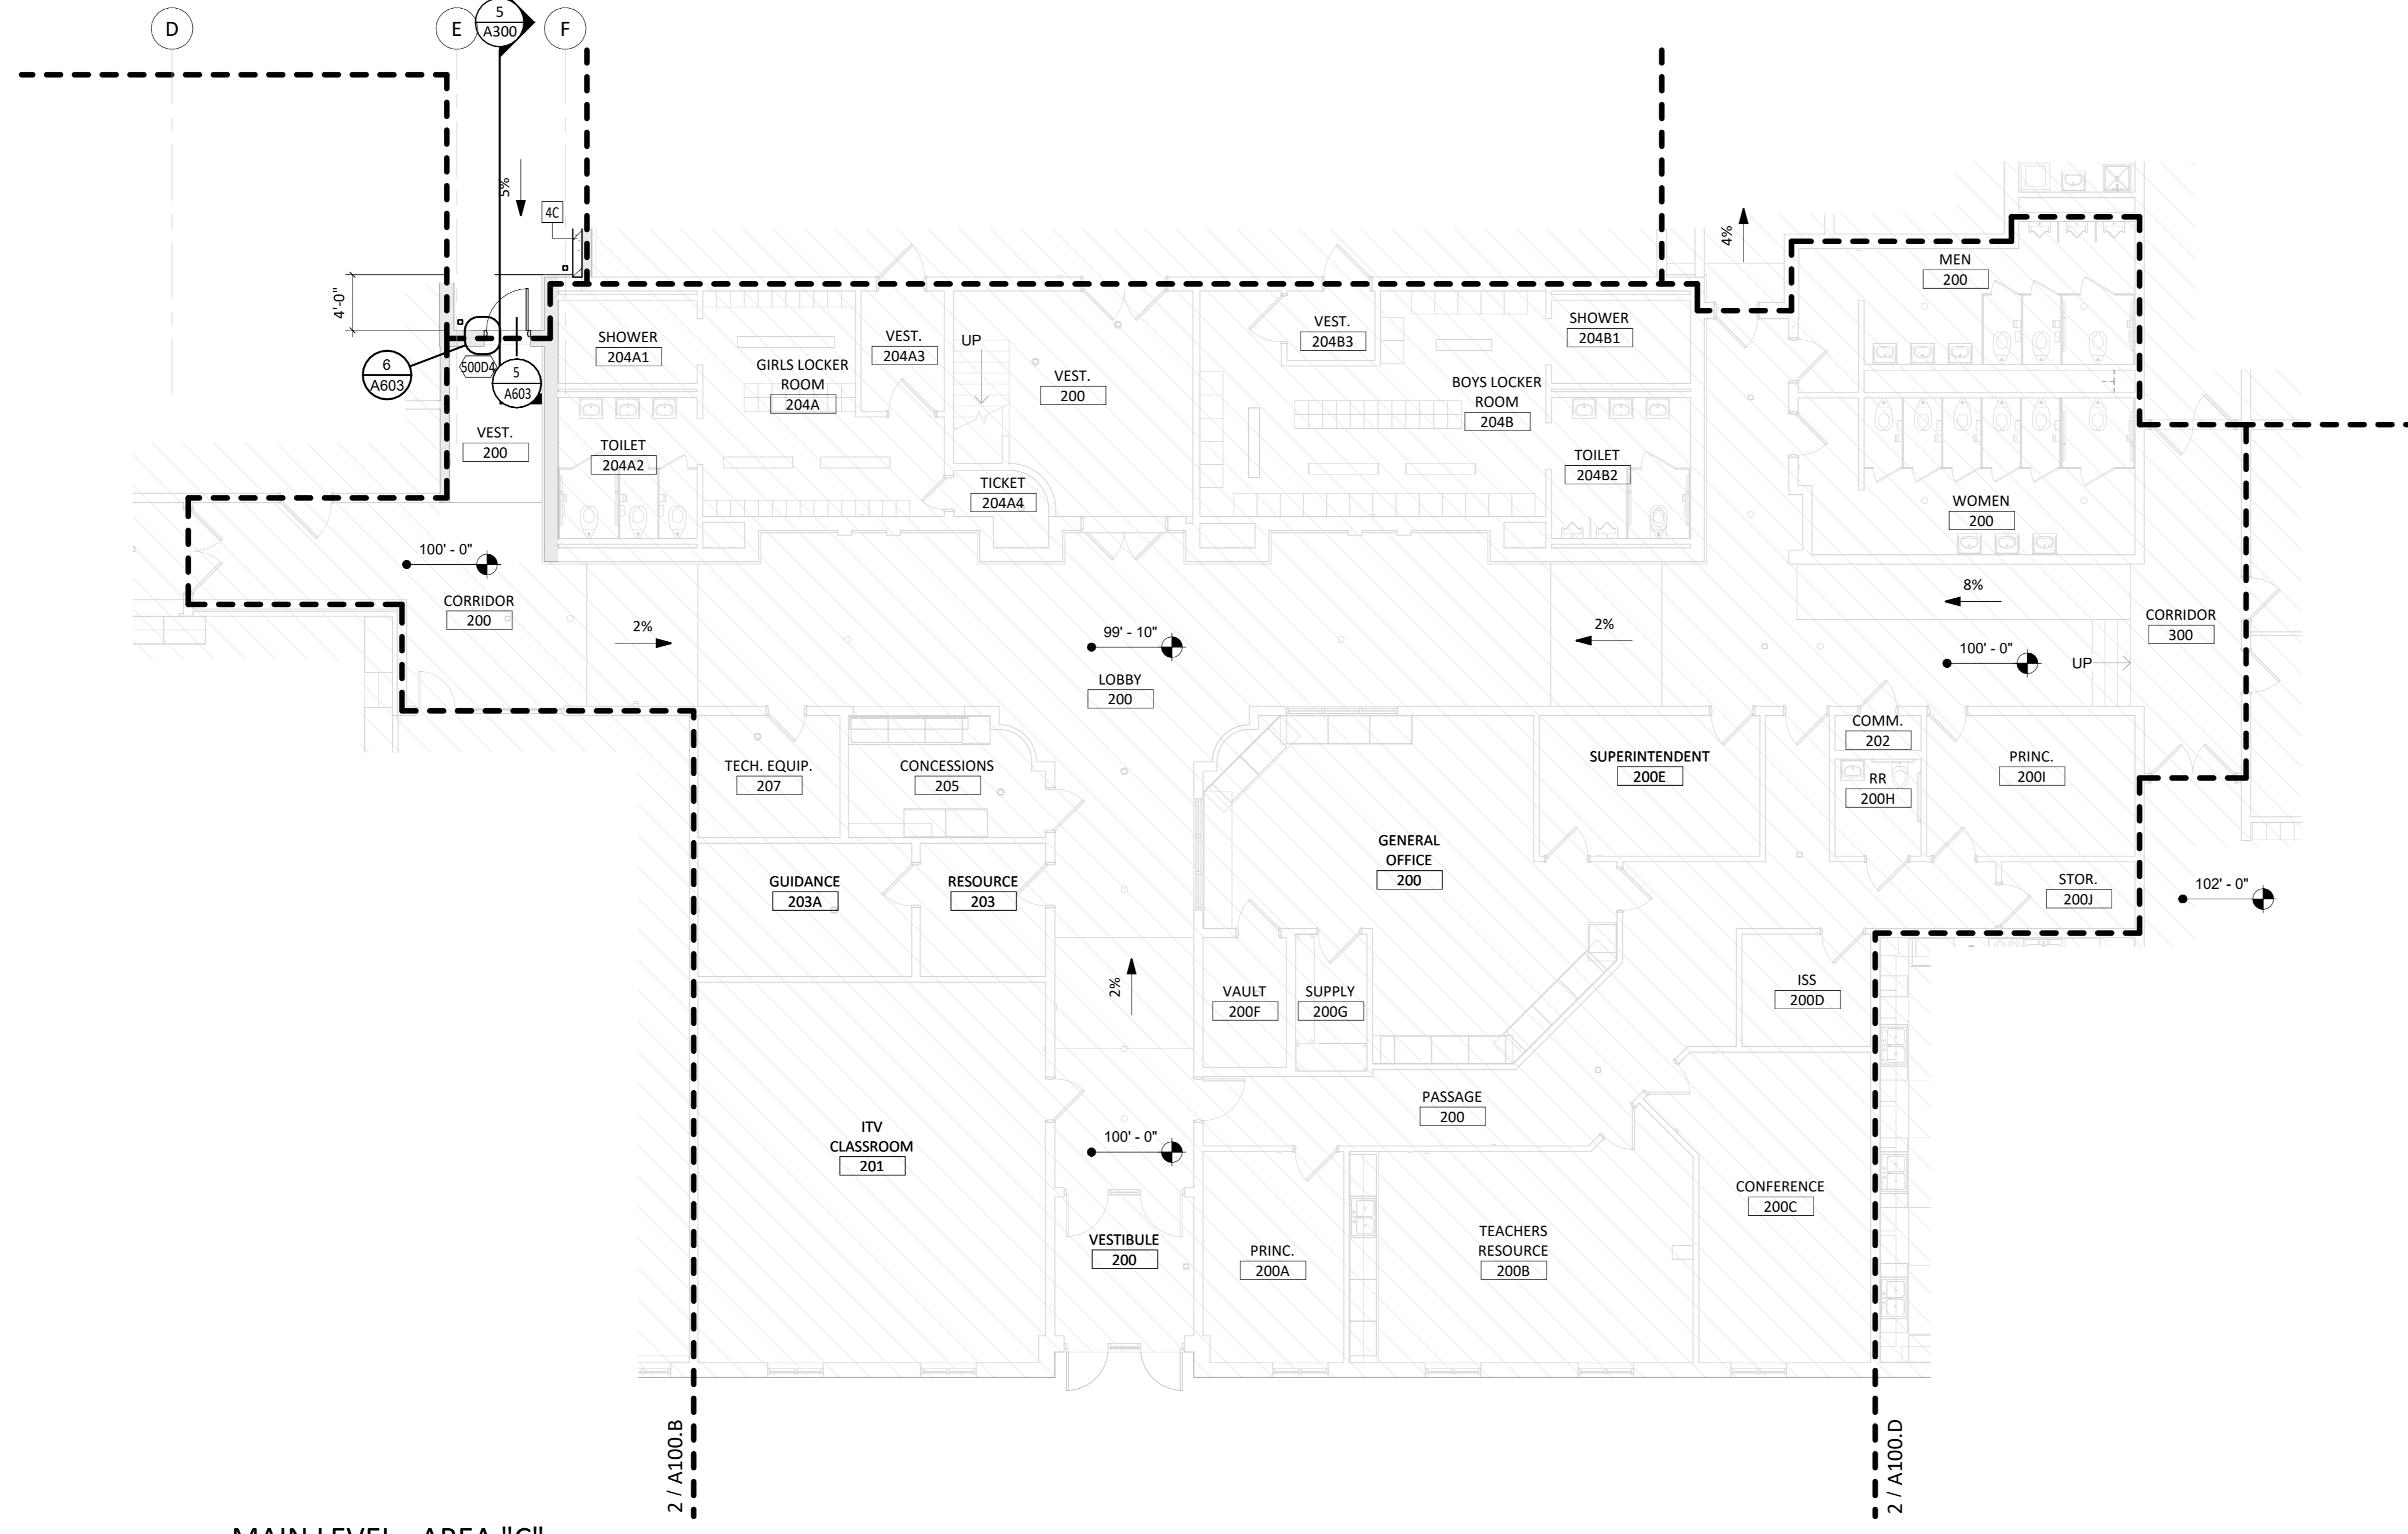 D
E
5
A300
F
5%
4C
4'-0"
6
A603
500D4
5
A603
VEST.
200
SHOWER
204A1
GIRLS LOCKER
ROOM
204A
VEST.
204A3
UP
VEST.
200
TOILET
204A2
TICKET
204A4
VEST.
204B3
SHOWER
204B1
BOYS LOCKER
ROOM
204B
TOILET
204B2
4%
MEN
200
WOMEN
200
100' - 0"
CORRIDOR
200
2%
99' - 10"
LOBBY
200
2%
8%
100' - 0"
UP
CORRIDOR
300
TECH. EQUIP.
207
CONCESSIONS
205
SUPERINTENDENT
200E
COMM.
202
RR
200H
PRINC.
200I
GUIDANCE
203A
RESOURCE
203
GENERAL
OFFICE
200
STOR.
200J
102' - 0"
2%
VAULT
200F
SUPPLY
200G
ISS
200D
PASSAGE
200
ITV
CLASSROOM
201
100' - 0"
VESTIBULE
200
PRINC.
200A
TEACHERS
RESOURCE
200B
CONFERENCE
200C
2 / A100.B
2 / A100.D
MAIN LEVEL - AREA "C"